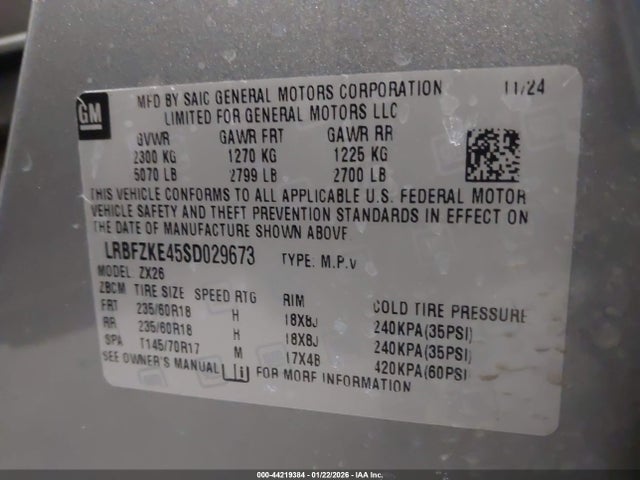 GM
MFD BY SAIC GENERAL MOTORS CORPORATION 11/24
LIMITED FOR GENERAL MOTORS LLC
GVWR GAWR FRT GAWR RR
2300 KG 1270 KG 1225 KG
5070 LB 2799 LB 2700 LB
THIS VEHICLE CONFORMS TO ALL APPLICABLE U.S. FEDERAL MOTOR
VEHICLE SAFETY AND THEFT PREVENTION STANDARDS IN EFFECT ON
THE DATE OF MANUFACTURE SHOWN ABOVE.
LRBFZKE45SD029673 TYPE: M.P.V
MODEL: ZX26
ZBCM TIRE SIZE SPEED RTG RIM COLD TIRE PRESSURE
FRT 235/60R18 H 18X8J 240KPA(35PSI)
RR 235/60R18 H 18X8J 240KPA(35PSI)
SPA T145/70R17 M 17X4B 420KPA(60PSI)
SEE OWNER'S MANUAL i FOR MORE INFORMATION
000-44219384 - 01/22/2026 - IAA Inc.